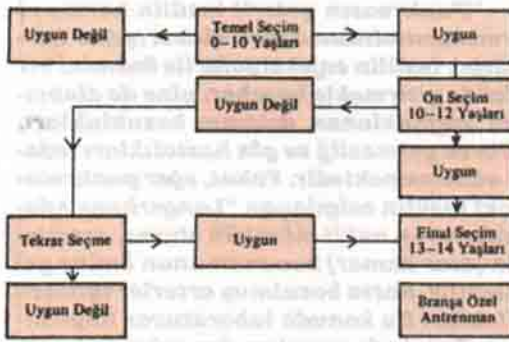 Uygun Değil
Temel Seçim
0–10 Yaşları
Uygun
Uygun Değil
Ön Seçim
10–12 Yaşları
Uygun
Tekrar Seçme
Uygun
Final Seçim
13–14 Yaşları
Uygun Değil
Branşa Özel
Antrenman